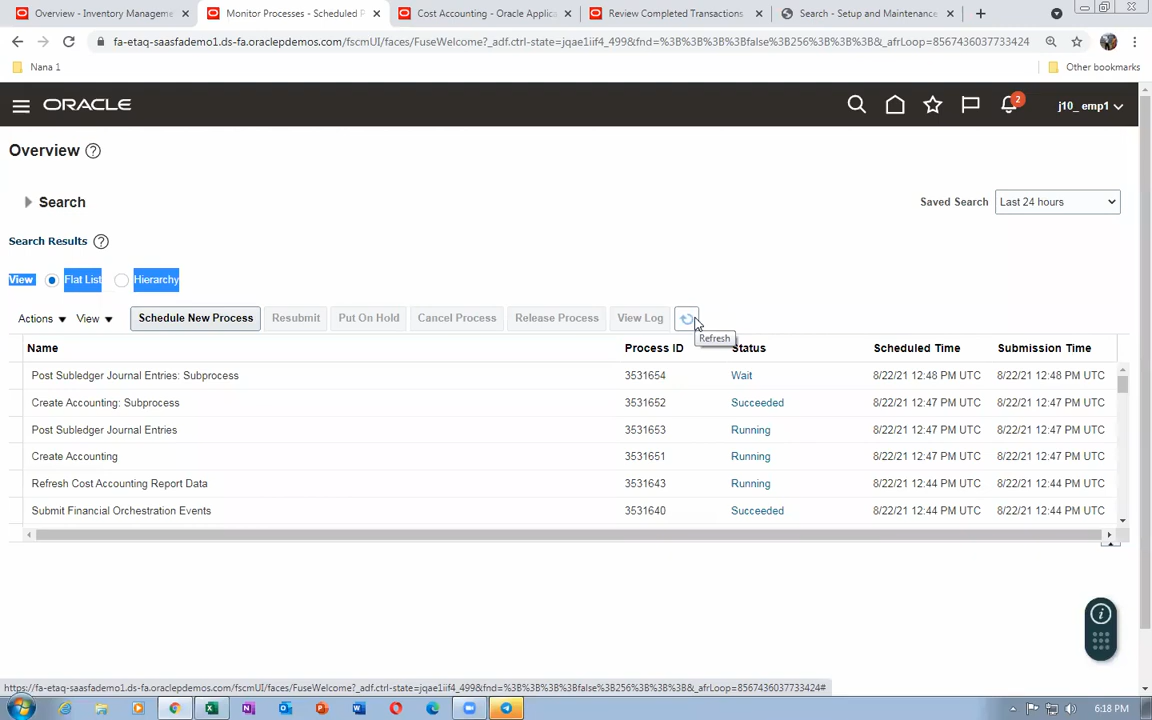 Overview - Inventory Manageme
Monitor Processes - Scheduled P
Cost Accounting - Oracle Applica
Review Completed Transactions
Search - Setup and Maintenance
fa-etaq-saasfademo1.ds-fa.oraclepdemos.com/fscmUI/faces/FuseWelcome?_adf.ctrl-state=jqae1iif4_499&fnd=%3B%3B%3B%3Bfalse%3B256%3B%3B%3B&_afrLoop=8567436037733424
Nana 1
Other bookmarks
ORACLE
2
j10_ emp1
Overview
Search
Saved Search Last 24 hours
Search Results
View Flat List Hierarchy
Actions View Schedule New Process Resubmit Put On Hold Cancel Process Release Process View Log
Refresh
Name Process ID Status Scheduled Time Submission Time
Post Subledger Journal Entries: Subprocess 3531654 Wait 8/22/21 12:48 PM UTC 8/22/21 12:48 PM UTC
Create Accounting: Subprocess 3531652 Succeeded 8/22/21 12:47 PM UTC 8/22/21 12:47 PM UTC
Post Subledger Journal Entries 3531653 Running 8/22/21 12:47 PM UTC 8/22/21 12:47 PM UTC
Create Accounting 3531651 Running 8/22/21 12:47 PM UTC 8/22/21 12:47 PM UTC
Refresh Cost Accounting Report Data 3531643 Running 8/22/21 12:44 PM UTC 8/22/21 12:44 PM UTC
Submit Financial Orchestration Events 3531640 Succeeded 8/22/21 12:44 PM UTC 8/22/21 12:44 PM UTC
https://fa-etaq-saasfademo1.ds-fa.oraclepdemos.com/fscmUI/faces/FuseWelcome?_adf.ctrl-state=jqae1iif4_499&fnd=%3B%3B%3B%3Bfalse%3B256%3B%3B%3B&_afrLoop=8567436037733424#
6:18 PM